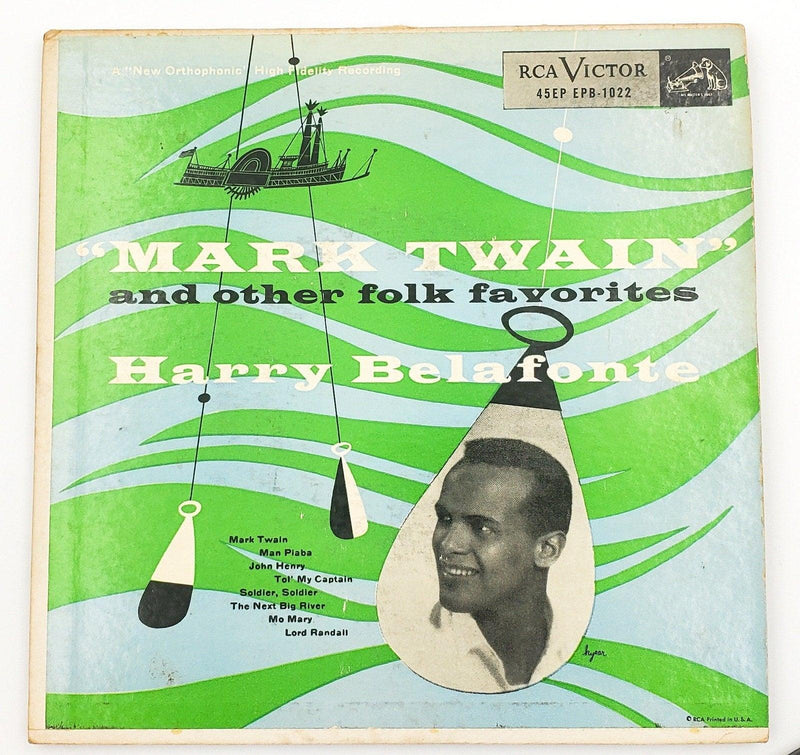 A "New Orthophonic" High Fidelity Recording
RCA VICTOR
45EP EPB-1022
"MARK TWAIN"
and other folk favorites
Harry Belafonte
Mark Twain
Man Piaba
John Henry
Tol' My Captain
Soldier, Soldier
The Next Big River
Mo Mary
Lord Randall
© RCA Printed in U. S. A.